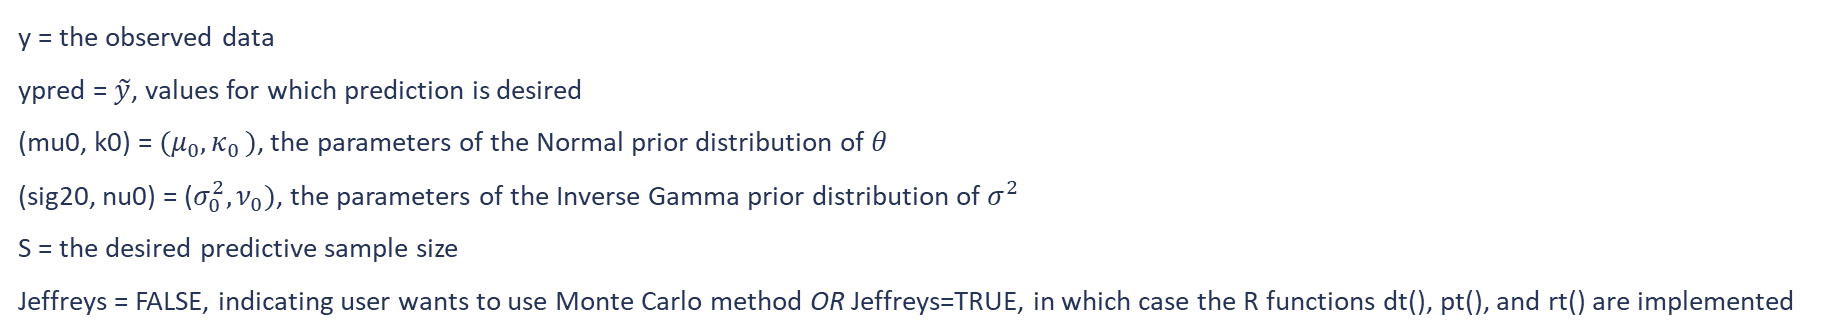 y = the observed data
ypred = ỹ, values for which prediction is desired
(mu0, k0) = (μ₀, κ₀ ), the parameters of the Normal prior distribution of θ
(sig20, nu0) = (σ₀², ν₀), the parameters of the Inverse Gamma prior distribution of σ²
S = the desired predictive sample size
Jeffreys = FALSE, indicating user wants to use Monte Carlo method OR Jeffreys=TRUE, in which case the R functions dt(), pt(), and rt() are implemented